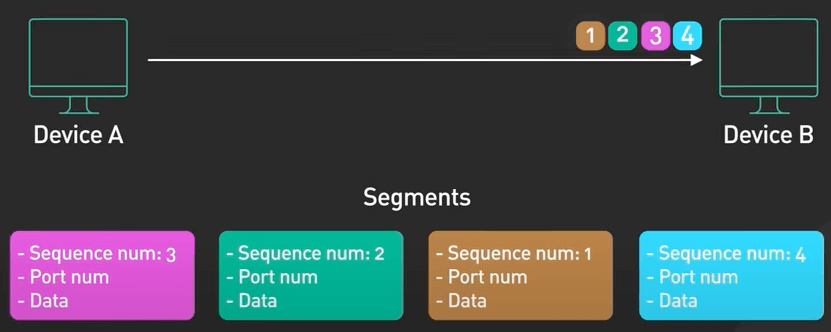 1 2 3 4
Device A
Device B
Segments
- Sequence num: 3
- Port num
- Data
- Sequence num: 2
- Port num
- Data
- Sequence num: 1
- Port num
- Data
- Sequence num: 4
- Port num
- Data